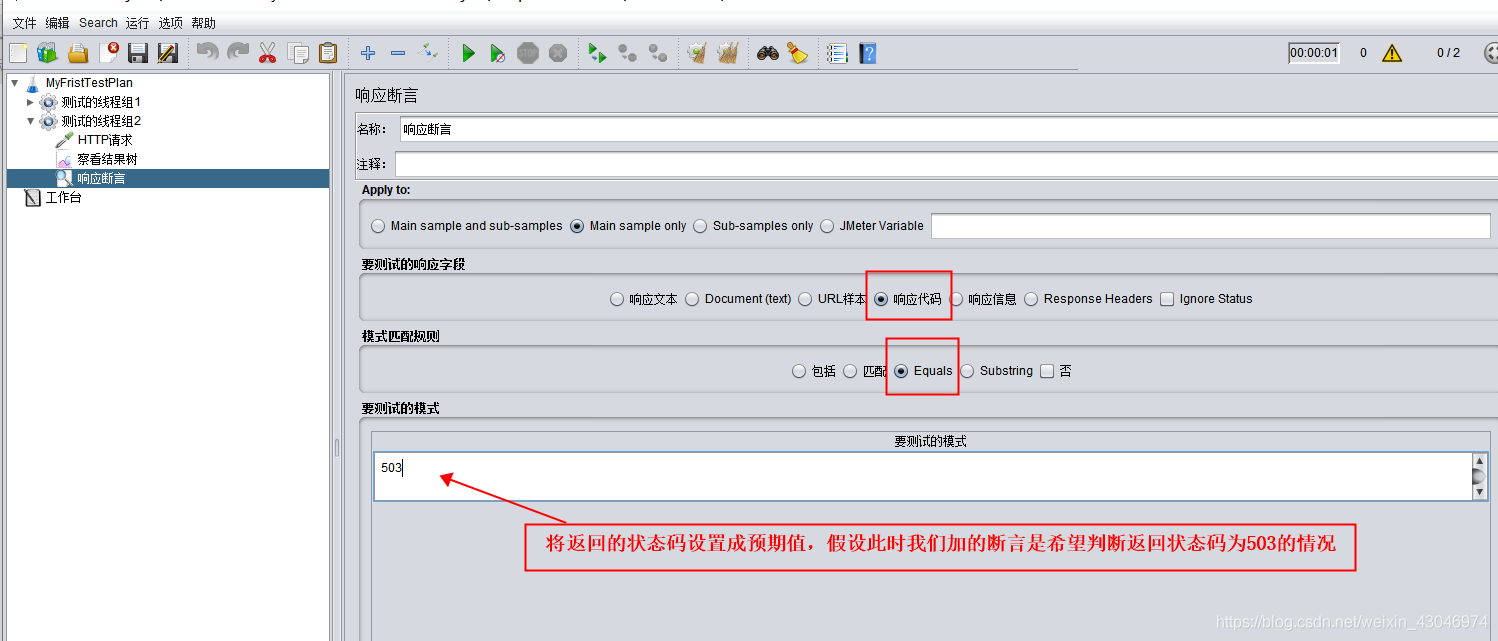 文件 编辑 Search 运行 选项 帮助
00:00:01 0 0 / 2
MyFristTestPlan
测试的线程组1
测试的线程组2
HTTP请求
察看结果树
响应断言
工作台
响应断言
名称： 响应断言
注释：
Apply to:
Main sample and sub-samples Main sample only Sub-samples only JMeter Variable
要测试的响应字段
响应文本 Document (text) URL样本 响应代码 响应信息 Response Headers Ignore Status
模式匹配规则
包括 匹配 Equals Substring 否
要测试的模式
要测试的模式
503
将返回的状态码设置成预期值，假设此时我们加的断言是希望判断返回状态码为503的情况
https://blog.csdn.net/weixin_43046974